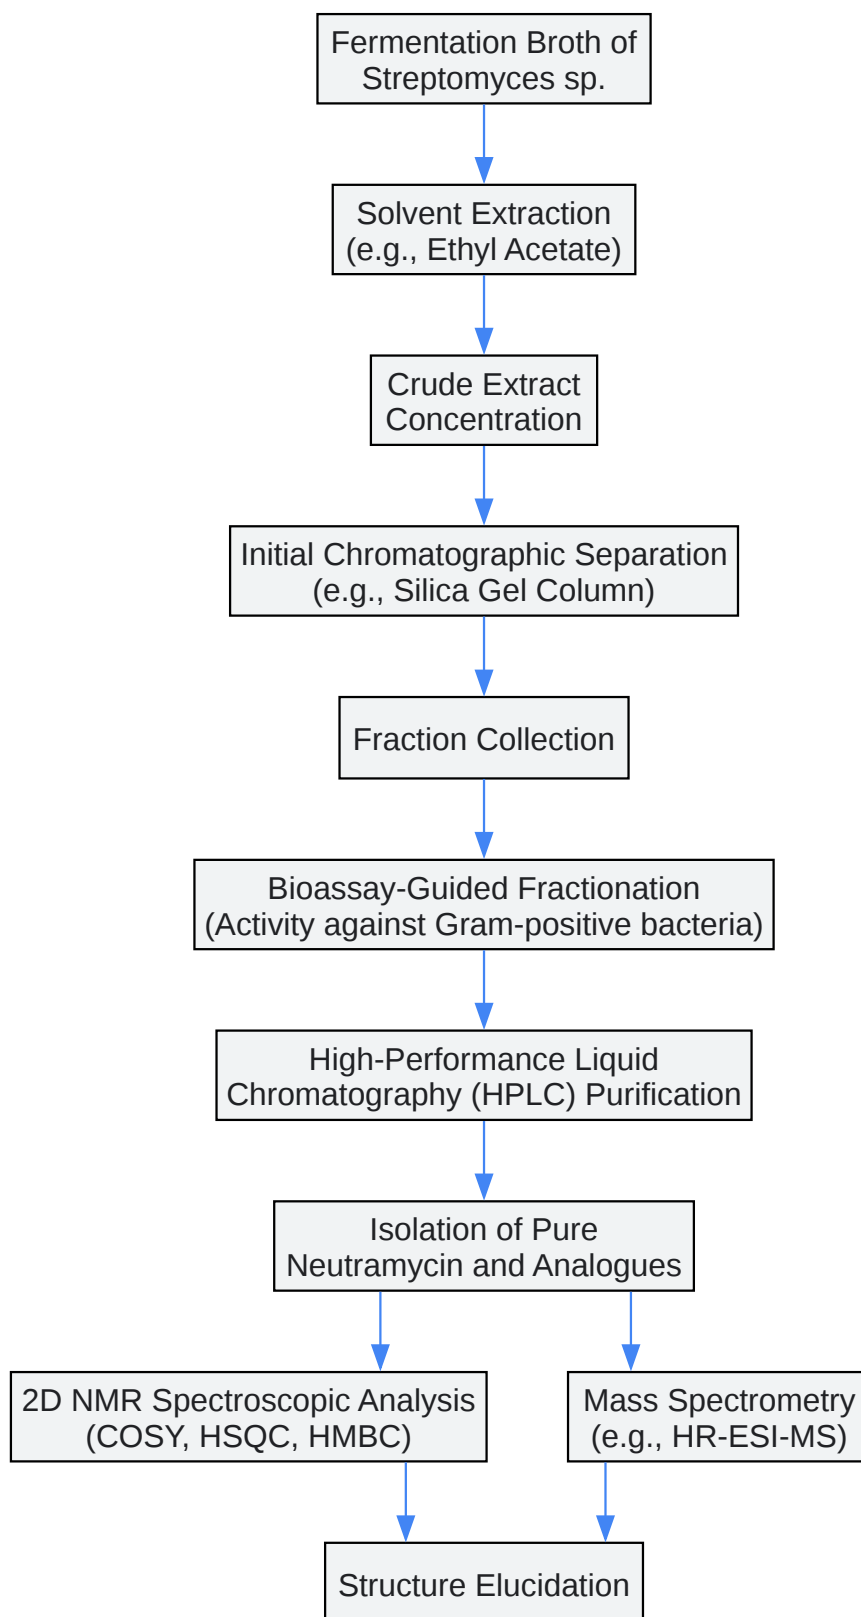 Fermentation Broth of
Streptomyces sp.
Solvent Extraction
(e.g., Ethyl Acetate)
Crude Extract
Concentration
Initial Chromatographic Separation
(e.g., Silica Gel Column)
Fraction Collection
Bioassay-Guided Fractionation
(Activity against Gram-positive bacteria)
High-Performance Liquid
Chromatography (HPLC) Purification
Isolation of Pure
Neutramycin and Analogues
2D NMR Spectroscopic Analysis
(COSY, HSQC, HMBC)
Mass Spectrometry
(e.g., HR-ESI-MS)
Structure Elucidation